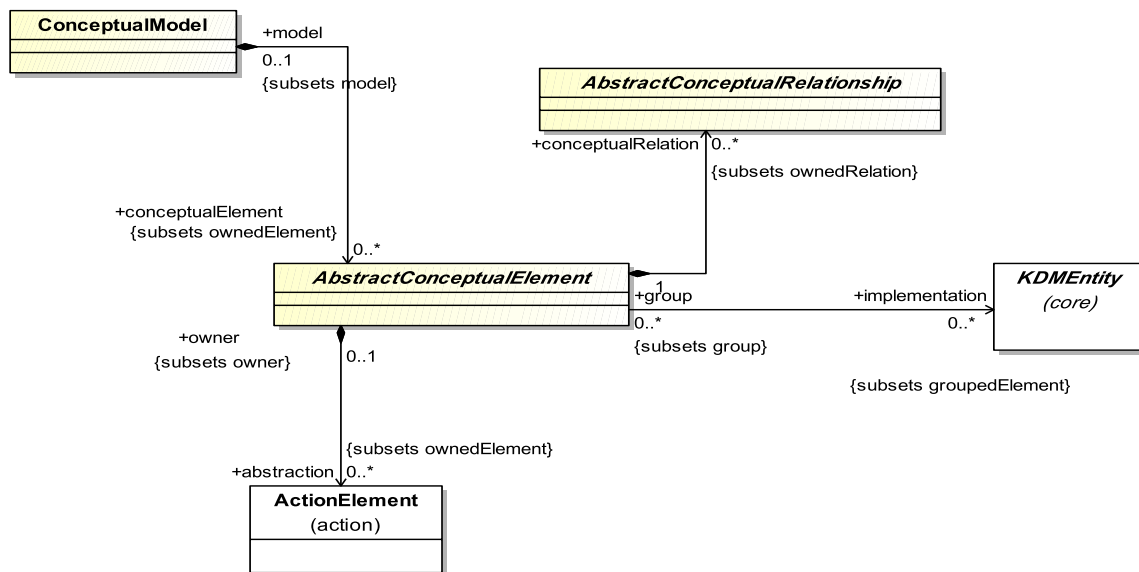 ConceptualModel
+model
0..1
{subsets model}
AbstractConceptualRelationship
+conceptualRelation 0..*
{subsets ownedRelation}
+conceptualElement
{subsets ownedElement}
0..*
AbstractConceptualElement
1
+group
0..*
{subsets group}
+implementation
0..*
{subsets groupedElement}
KDMEntity
(core)
+owner
{subsets owner}
0..1
{subsets ownedElement}
+abstraction 0..*
ActionElement
(action)